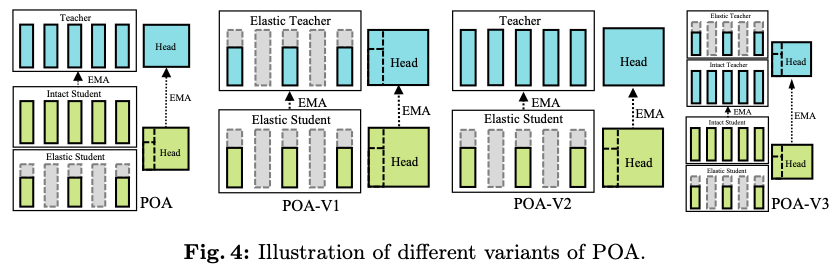 Teacher
Head
EMA
Intact Student
EMA
Head
Elastic Student
POA
Elastic Teacher
Head
EMA
EMA
Elastic Student
Head
POA-V1
Teacher
Head
EMA
EMA
Elastic Student
Head
POA-V2
Elastic Teacher
Head
Intact Teacher
EMA
EMA
Intact Student
Head
Elastic Student
POA-V3
Fig. 4: Illustration of different variants of POA.